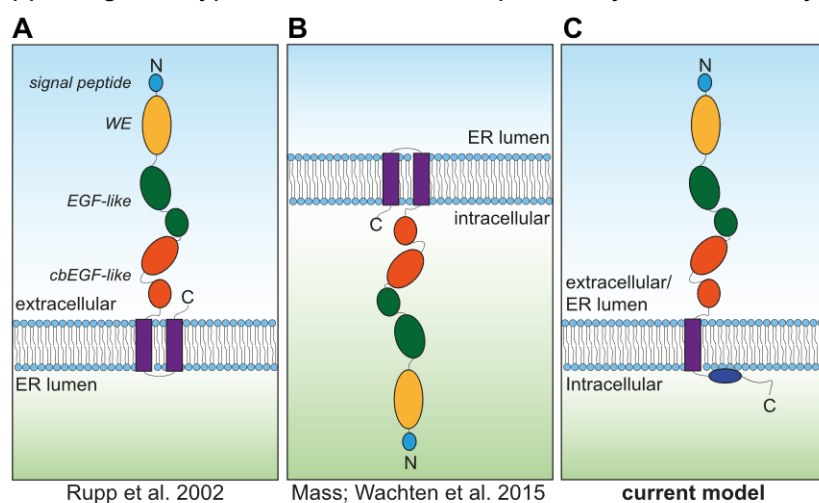 A
N
signal peptide
WE
EGF-like
cbEGF-like
extracellular
C
ER lumen
Rupp et al. 2002
B
ER lumen
C
intracellular
N
Mass; Wachten et al. 2015
C
N
extracellular/
ER lumen
Intracellular
C
current model